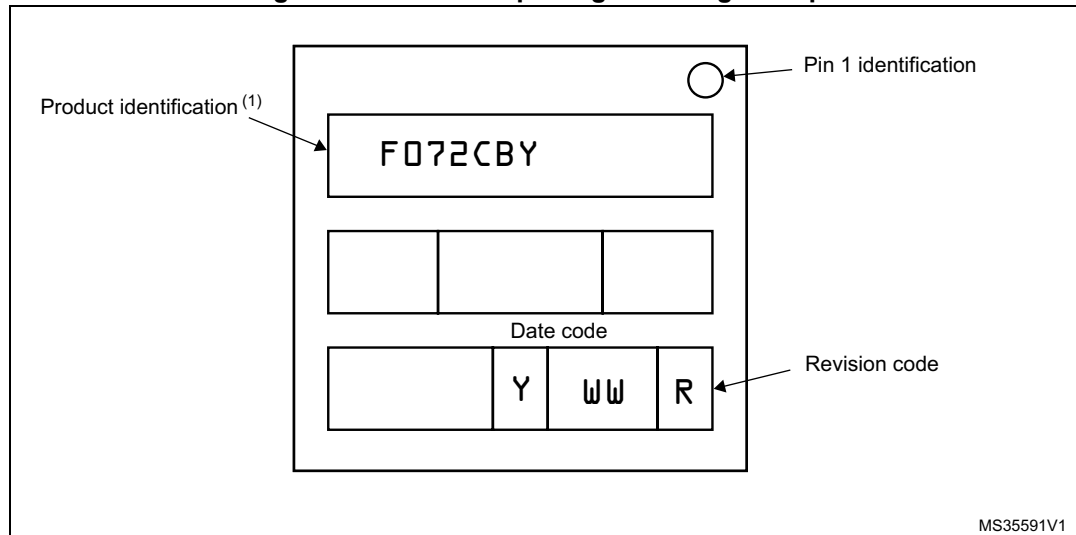 Pin 1 identification
Product identification (1)
F072CBY
Date code
Y WW R
Revision code
MS35591V1